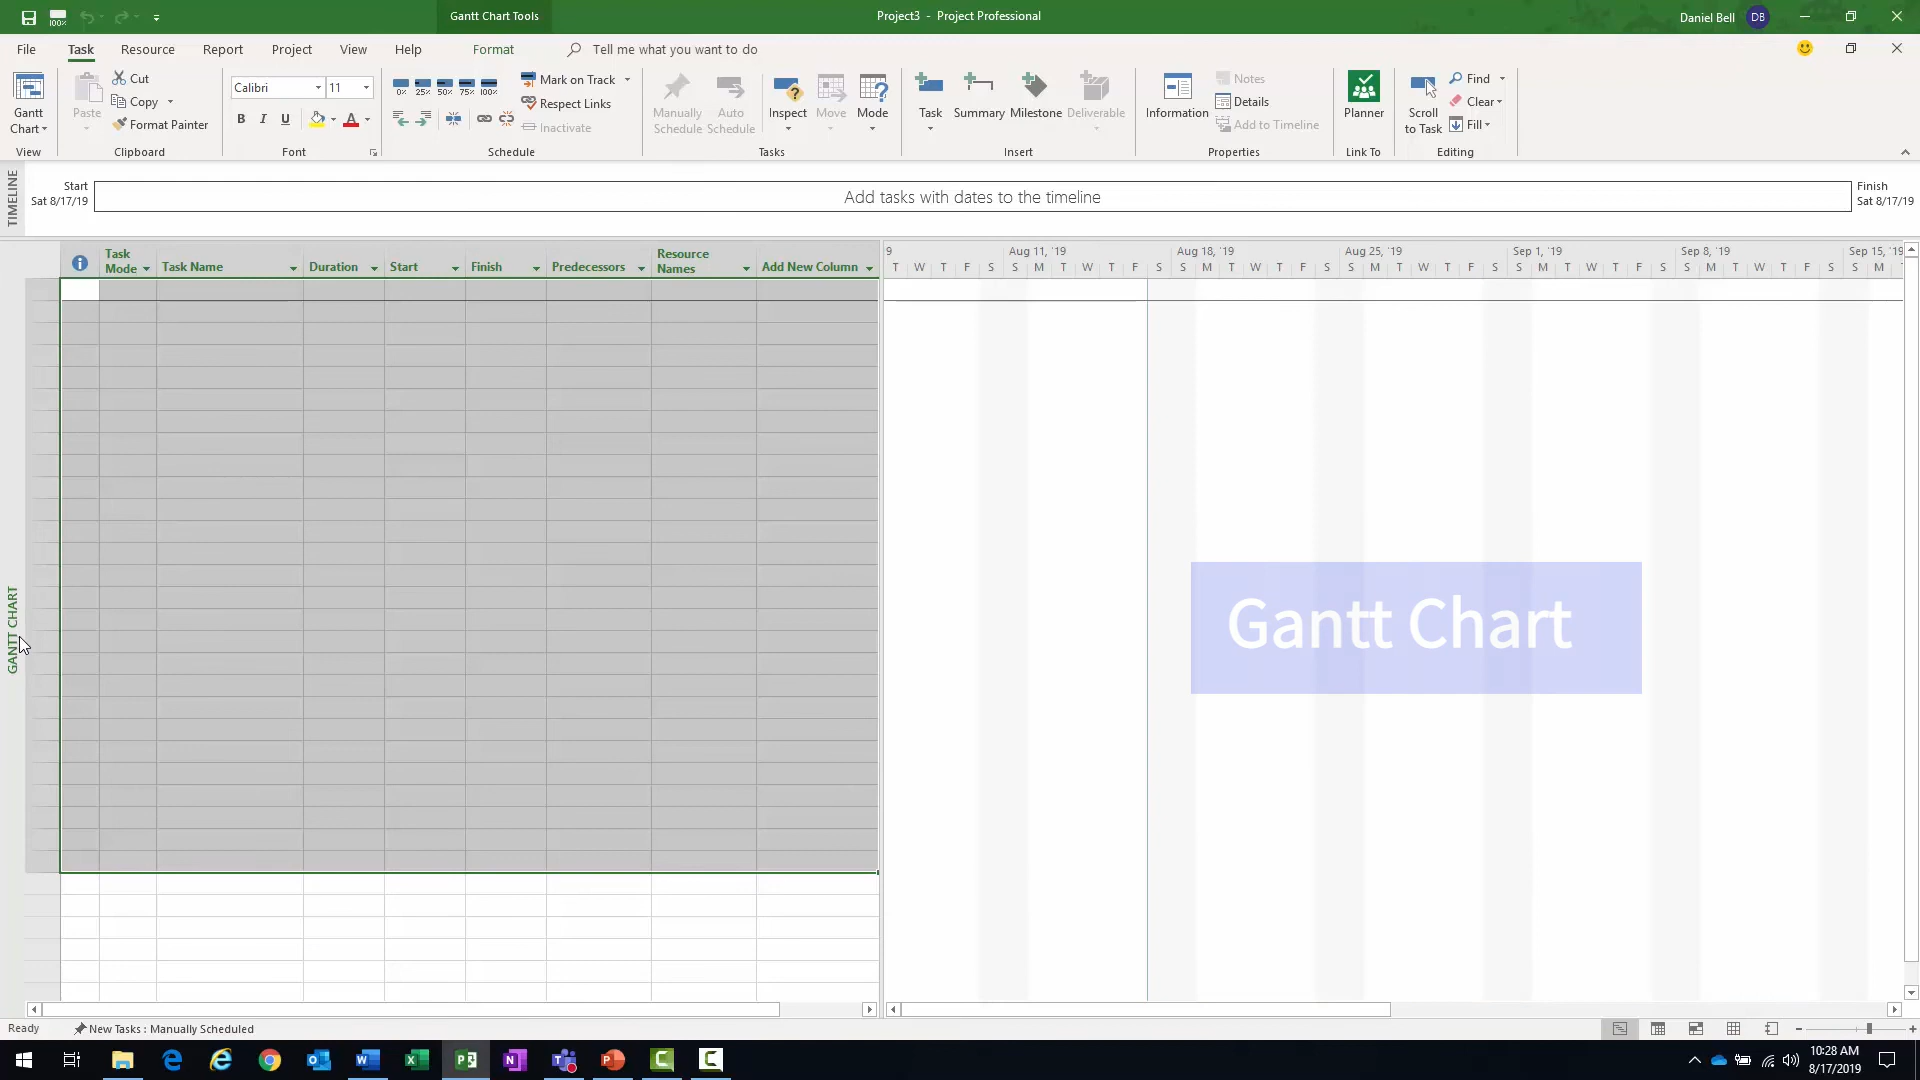 100%
Gantt Chart Tools
Project3 - Project Professional
Daniel Bell
DB
File
Task
Resource
Report
Project
View
Help
Format
Tell me what you want to do
Gantt
Chart
View
Paste
Cut
Copy
Format Painter
Clipboard
Calibri
11
B I U
A
Font
0% 25% 50% 75% 100%
Mark on Track
Respect Links
Inactivate
Schedule
Manually
Schedule
Auto
Schedule
Inspect
Move
Mode
Tasks
Task
Summary
Milestone
Deliverable
Insert
Information
Notes
Details
Add to Timeline
Properties
Planner
Link To
Scroll
to Task
Find
Clear
Fill
Editing
TIMELINE
Start
Sat 8/17/19
Add tasks with dates to the timeline
Finish
Sat 8/17/19
Task
Mode
Task Name
Duration
Start
Finish
Predecessors
Resource
Names
Add New Column
9
Aug 11, '19
Aug 18, '19
Aug 25, '19
Sep 1, '19
Sep 8, '19
Sep 15, '19
T W T F S S M T W T F S S M T W T F S S M T W T F S S M T W T F S S M T W T F S S M
GANTT CHART
Gantt Chart
Ready
New Tasks : Manually Scheduled
10:28 AM
8/17/2019